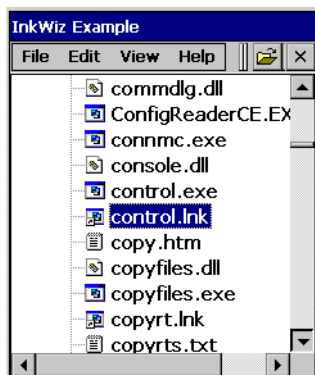 InkWiz Example
File Edit View Help
commdlg.dll
ConfigReaderCE.EX
connmc.exe
console.dll
control.exe
control.lnk
copy.htm
copyfiles.dll
copyfiles.exe
copyrt.lnk
copyrts.txt